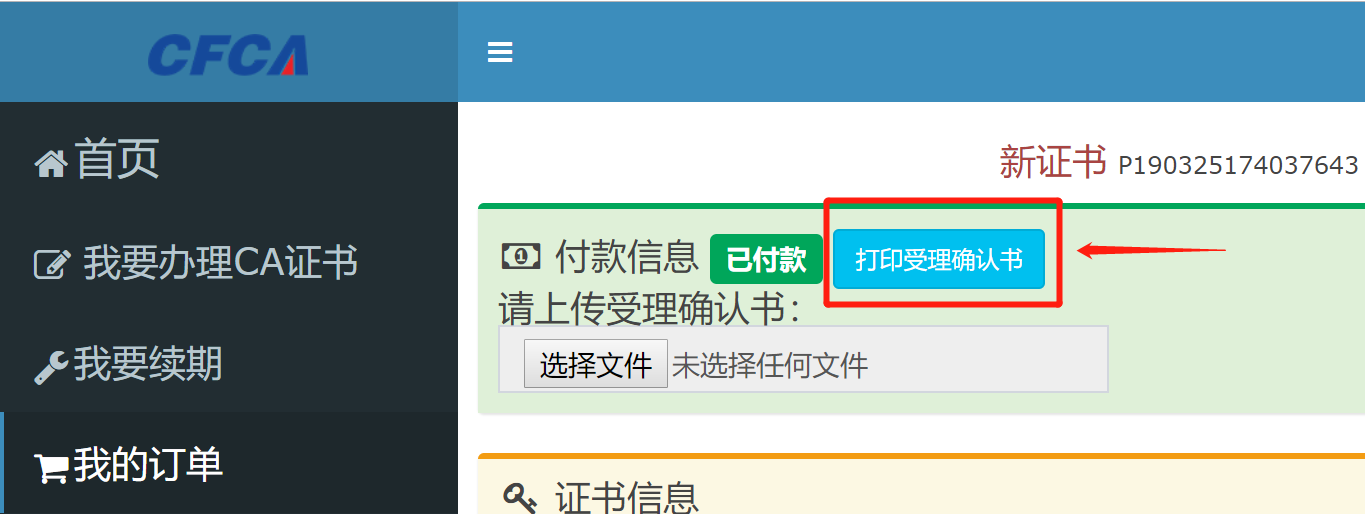 CFCA
首页
我要办理CA证书
我要续期
我的订单
新证书 P190325174037643
付款信息 已付款 打印受理确认书
请上传受理确认书：
选择文件 未选择任何文件
证书信息